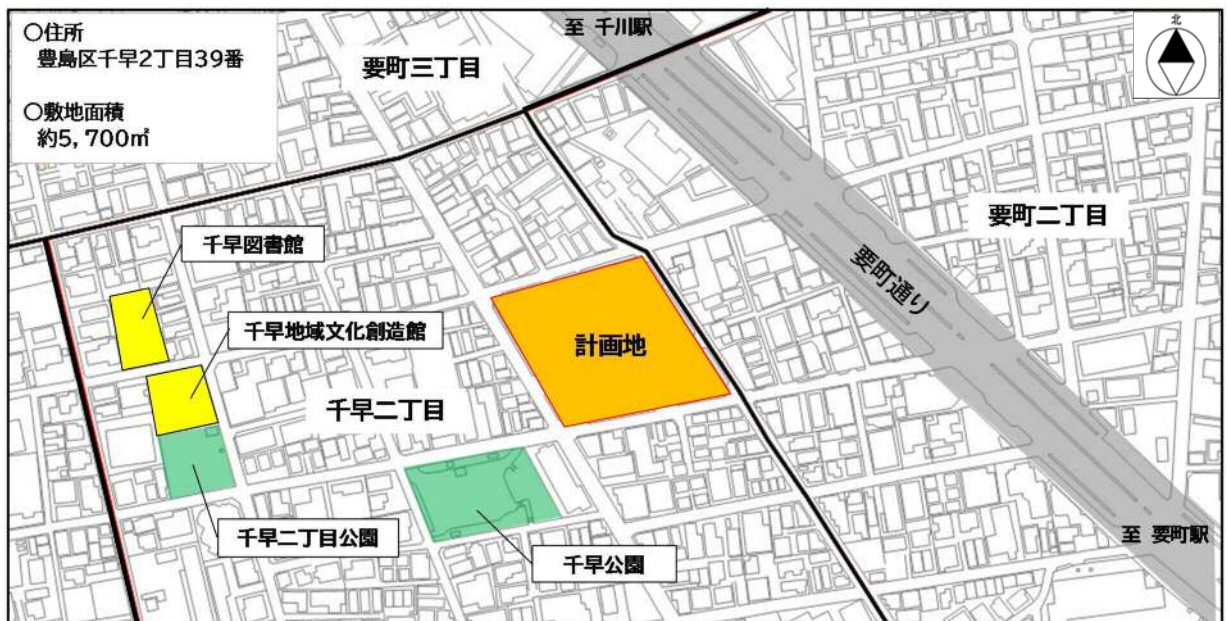 ○住所
豊島区千早2丁目39番
○敷地面積
約5,700㎡
至 千川駅
北
要町三丁目
要町二丁目
千早図書館
要町通り
千早地域文化創造館
計画地
千早二丁目
千早二丁目公園
千早公園
至 要町駅